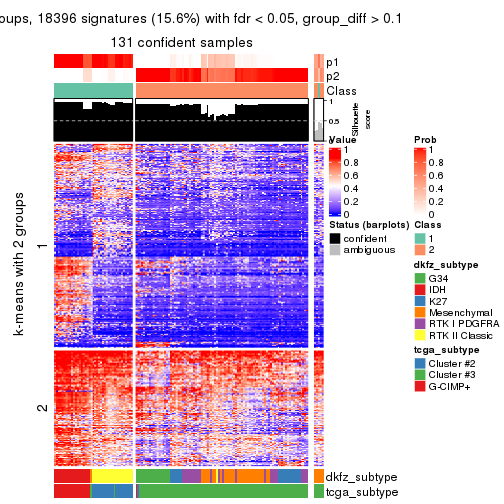 oups, 18396 signatures (15.6%) with fdr < 0.05, group_diff > 0.1
131 confident samples
p1
p2
Class
1
0.5
0
Silhouette
score
k-means with 2 groups
1
2
dkfz_subtype
tcga_subtype
Value
1
0.8
0.6
0.4
0.2
0
Status (barplots)
confident
ambiguous
Prob
1
0.8
0.6
0.4
0.2
0
Class
1
2
dkfz_subtype
G34
IDH
K27
Mesenchymal
RTK I PDGFRA
RTK II Classic
tcga_subtype
Cluster #2
Cluster #3
G-CIMP+